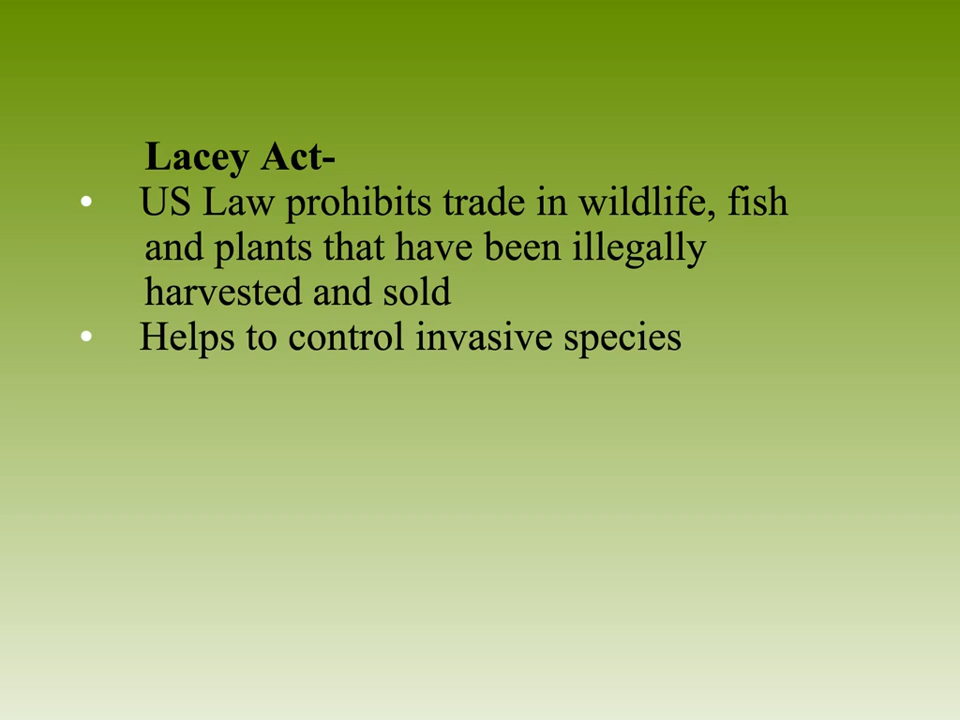 Lacey Act-
• US Law prohibits trade in wildlife, fish
and plants that have been illegally
harvested and sold
• Helps to control invasive species